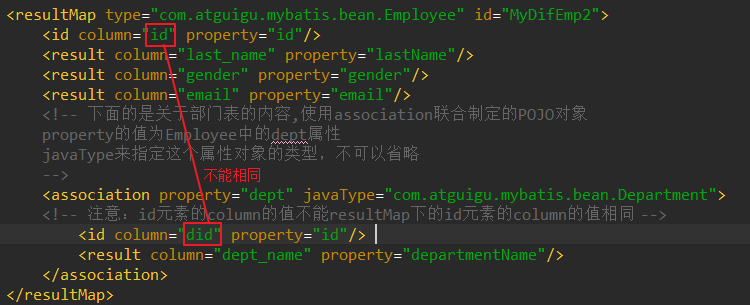 <resultMap type="com.atguigu.mybatis.bean.Employee" id="MyDifEmp2">
<id column="id" property="id"/>
<result column="last_name" property="lastName"/>
<result column="gender" property="gender"/>
<result column="email" property="email"/>
<!-- 下面的是关于部门表的内容,使用association联合制定的POJO对象
property的值为Employee中的dept属性
javaType来指定这个属性对象的类型，不可以省略
-->
不能相同
<association property="dept" javaType="com.atguigu.mybatis.bean.Department">
<!-- 注意：id元素的column的值不能resultMap下的id元素的column的值相同 -->
<id column="did" property="id"/>
<result column="dept_name" property="departmentName"/>
</association>
</resultMap>